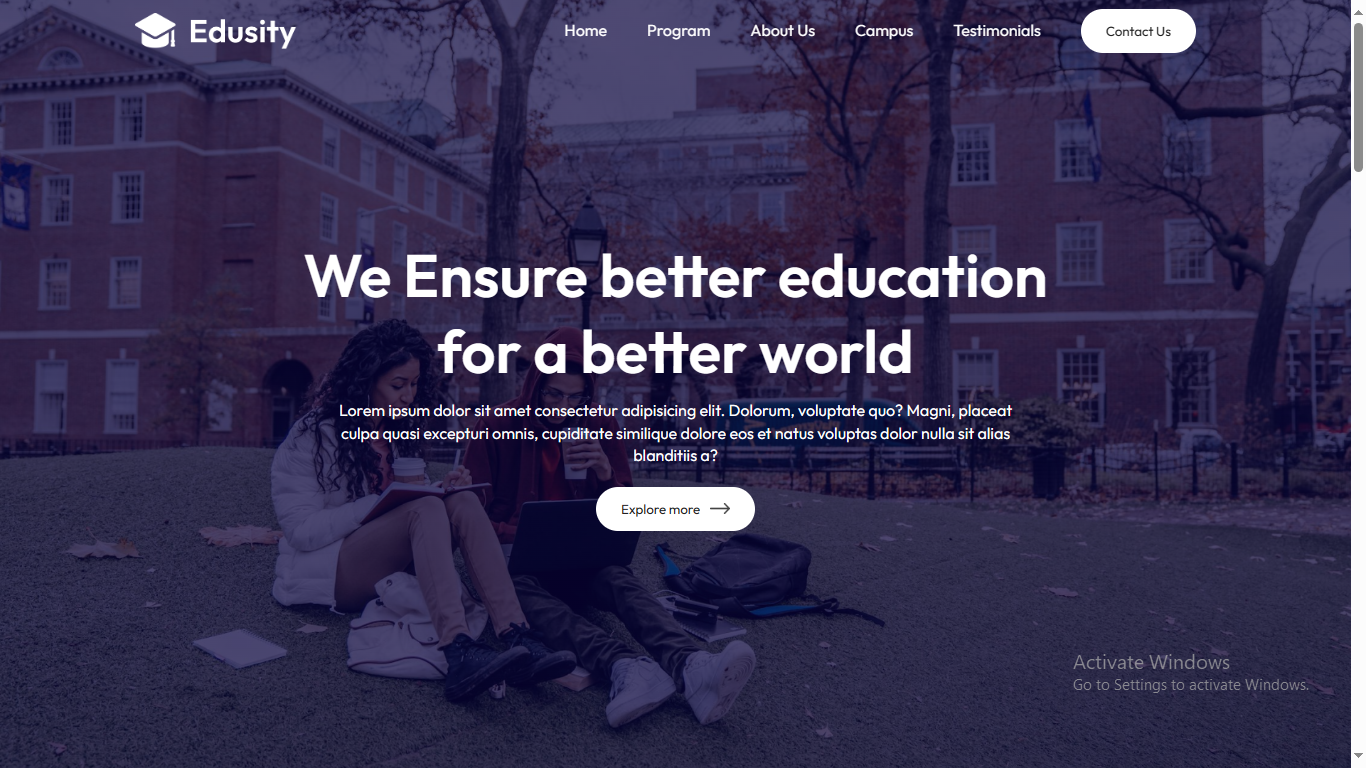 Edusity
Home Program About Us Campus Testimonials Contact Us
We Ensure better education
for a better world
Lorem ipsum dolor sit amet consectetur adipisicing elit. Dolorum, voluptate quo? Magni, placeat
culpa quasi excepturi omnis, cupiditate similique dolore eos et natus voluptas dolor nulla sit alias
blanditiis a?
Explore more
Activate Windows
Go to Settings to activate Windows.